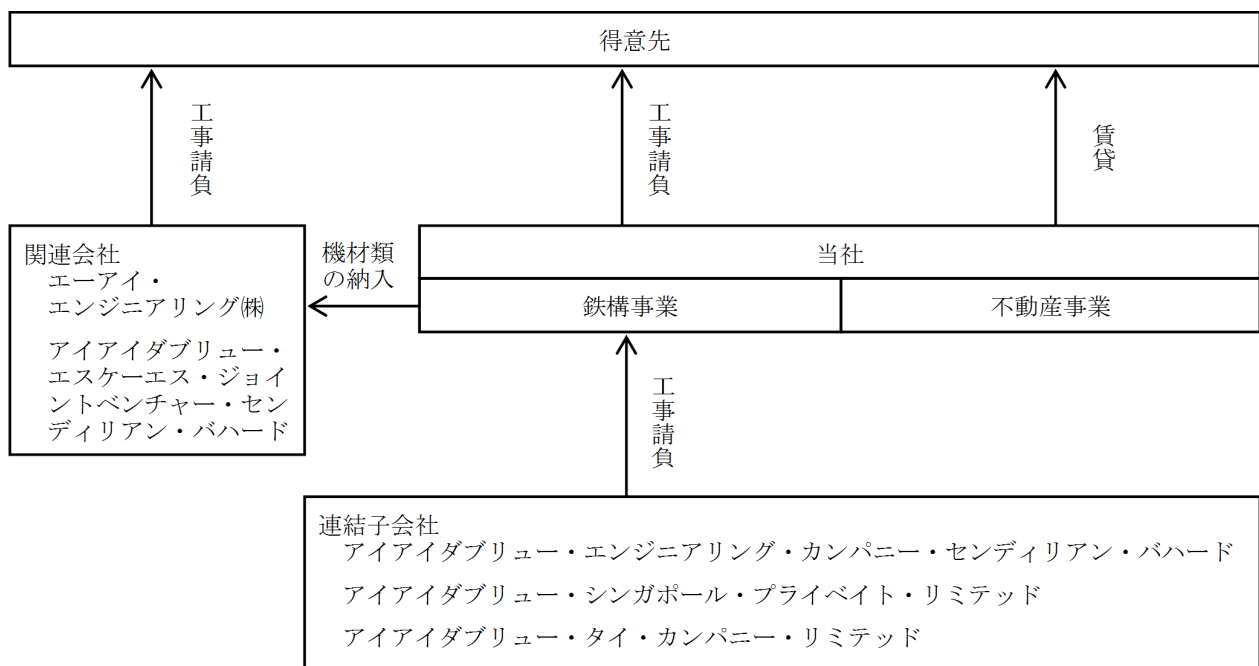 得意先
工事請負
工事請負
賃貸
関連会社
エーアイ・
エンジニアリング㈱
アイアイダブリュー・
エスケーエス・ジョイ
ントベンチャー・セン
ディリアン・バハード
機材類
の納入
当社
鉄構事業
不動産事業
工事請負
連結子会社
アイアイダブリュー・エンジニアリング・カンパニー・センディリアン・バハード
アイアイダブリュー・シンガポール・プライベイト・リミテッド
アイアイダブリュー・タイ・カンパニー・リミテッド